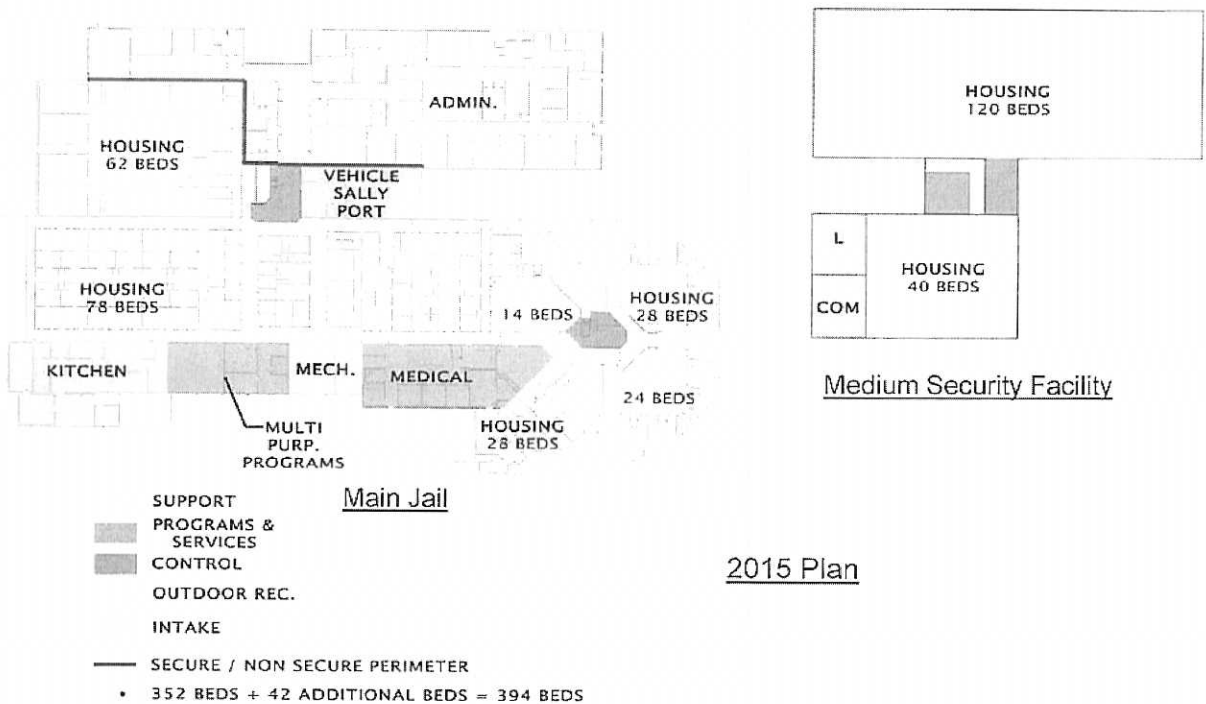 ADMIN.
HOUSING
62 BEDS
VEHICLE
SALLY
PORT
HOUSING
78 BEDS
14 BEDS
HOUSING
28 BEDS
KITCHEN
MECH.
MEDICAL
24 BEDS
MULTI
PURP.
PROGRAMS
HOUSING
28 BEDS
Main Jail
HOUSING
120 BEDS
L
COM
HOUSING
40 BEDS
Medium Security Facility
SUPPORT
PROGRAMS &
SERVICES
CONTROL
OUTDOOR REC.
INTAKE
SECURE / NON SECURE PERIMETER
• 352 BEDS + 42 ADDITIONAL BEDS = 394 BEDS
2015 Plan